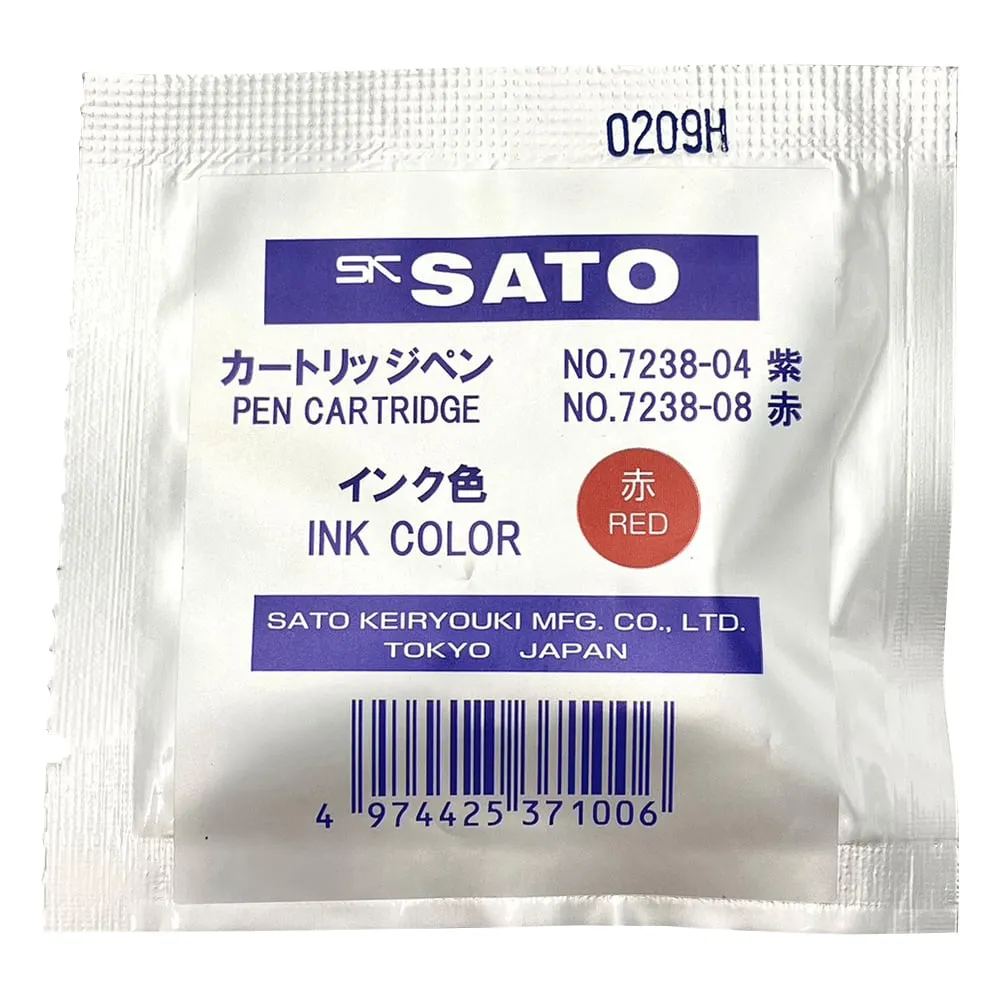 0209H
SK SATO
カートリッジペン NO.7238-04 紫
PEN CARTRIDGE NO.7238-08 赤
インク色 赤
INK COLOR RED
SATO KEIRYOUKI MFG. CO., LTD.
TOKYO JAPAN
4 974425 371006